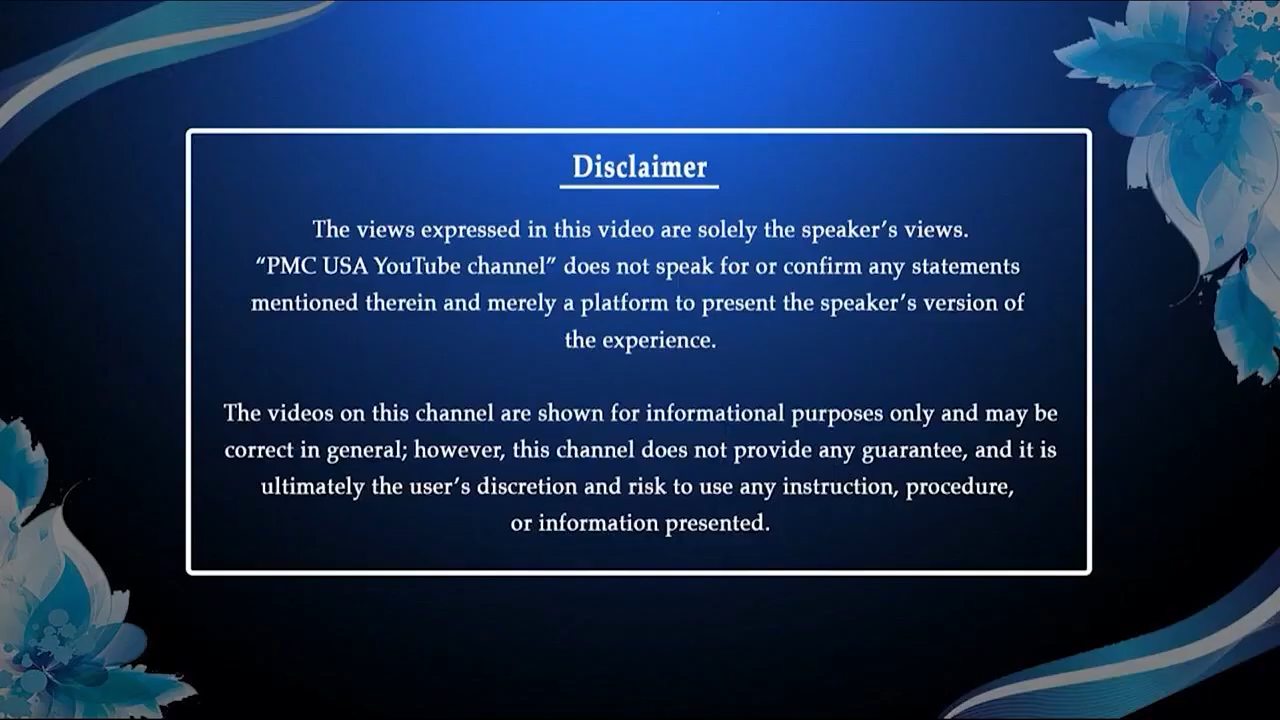 Disclaimer
The views expressed in this video are solely the speaker’s views.
“PMC USA YouTube channel” does not speak for or confirm any statements
mentioned therein and merely a platform to present the speaker’s version of
the experience.
The videos on this channel are shown for informational purposes only and may be
correct in general; however, this channel does not provide any guarantee, and it is
ultimately the user’s discretion and risk to use any instruction, procedure,
or information presented.